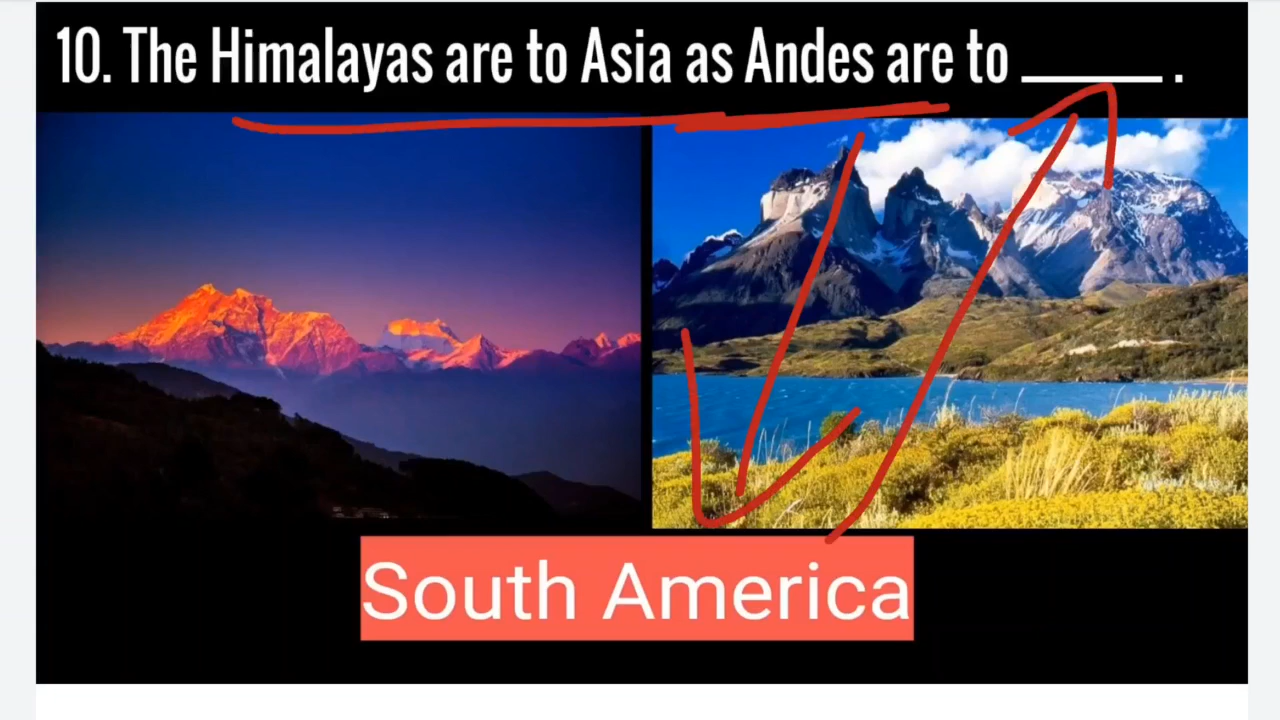 10. The Himalayas are to Asia as Andes are to ______ .
South America